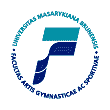 UNIVERSITAS MASARYKIANA BRUNENSIS
• FACULTAS ARTIS GYMNASTICAE AC SPORTIVAE •